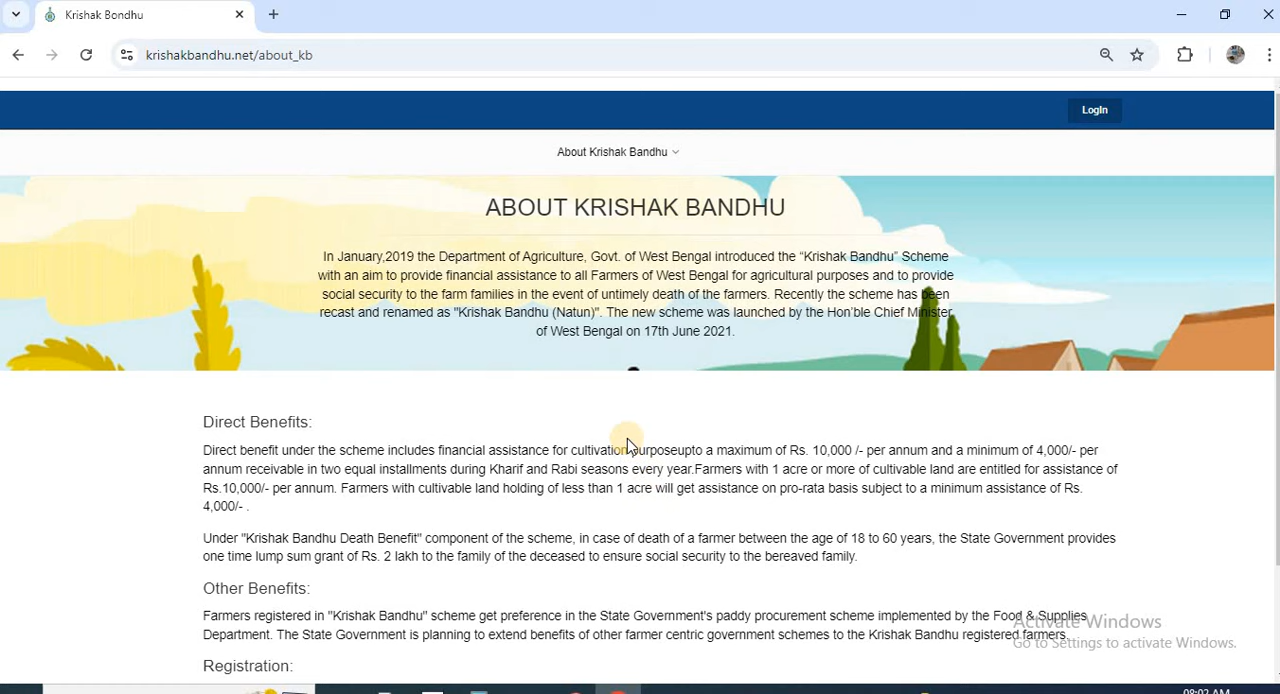 Krishak Bondhu
krishakbandhu.net/about_kb
LogIn
About Krishak Bandhu
ABOUT KRISHAK BANDHU
In January,2019 the Department of Agriculture, Govt. of West Bengal introduced the “Krishak Bandhu” Scheme
with an aim to provide financial assistance to all Farmers of West Bengal for agricultural purposes and to provide
social security to the farm families in the event of untimely death of the farmers. Recently the scheme has been
recast and renamed as "Krishak Bandhu (Natun)". The new scheme was launched by the Hon’ble Chief Minister
of West Bengal on 17th June 2021.
Direct Benefits:
Direct benefit under the scheme includes financial assistance for cultivation purposeupto a maximum of Rs. 10,000 /- per annum and a minimum of 4,000/- per
annum receivable in two equal installments during Kharif and Rabi seasons every year.Farmers with 1 acre or more of cultivable land are entitled for assistance of
Rs.10,000/- per annum. Farmers with cultivable land holding of less than 1 acre will get assistance on pro-rata basis subject to a minimum assistance of Rs.
4,000/- .
Under "Krishak Bandhu Death Benefit" component of the scheme, in case of death of a farmer between the age of 18 to 60 years, the State Government provides
one time lump sum grant of Rs. 2 lakh to the family of the deceased to ensure social security to the bereaved family.
Other Benefits:
Farmers registered in "Krishak Bandhu" scheme get preference in the State Government's paddy procurement scheme implemented by the Food & Supplies
Department. The State Government is planning to extend benefits of other farmer centric government schemes to the Krishak Bandhu registered farmers.
Activate Windows
Go to Settings to activate Windows.
Registration:
08:02 AM